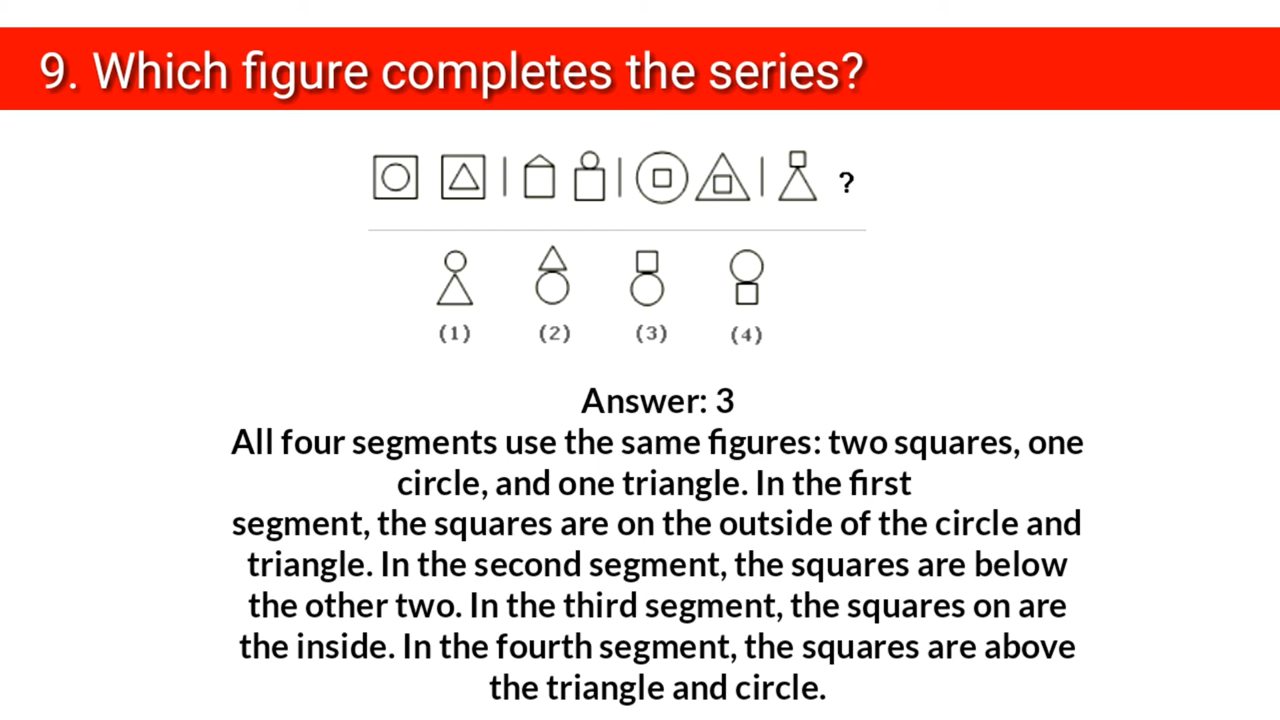 9. Which figure completes the series?
?
(1) (2) (3) (4)
Answer: 3
All four segments use the same figures: two squares, one
circle, and one triangle. In the first
segment, the squares are on the outside of the circle and
triangle. In the second segment, the squares are below
the other two. In the third segment, the squares on are
the inside. In the fourth segment, the squares are above
the triangle and circle.